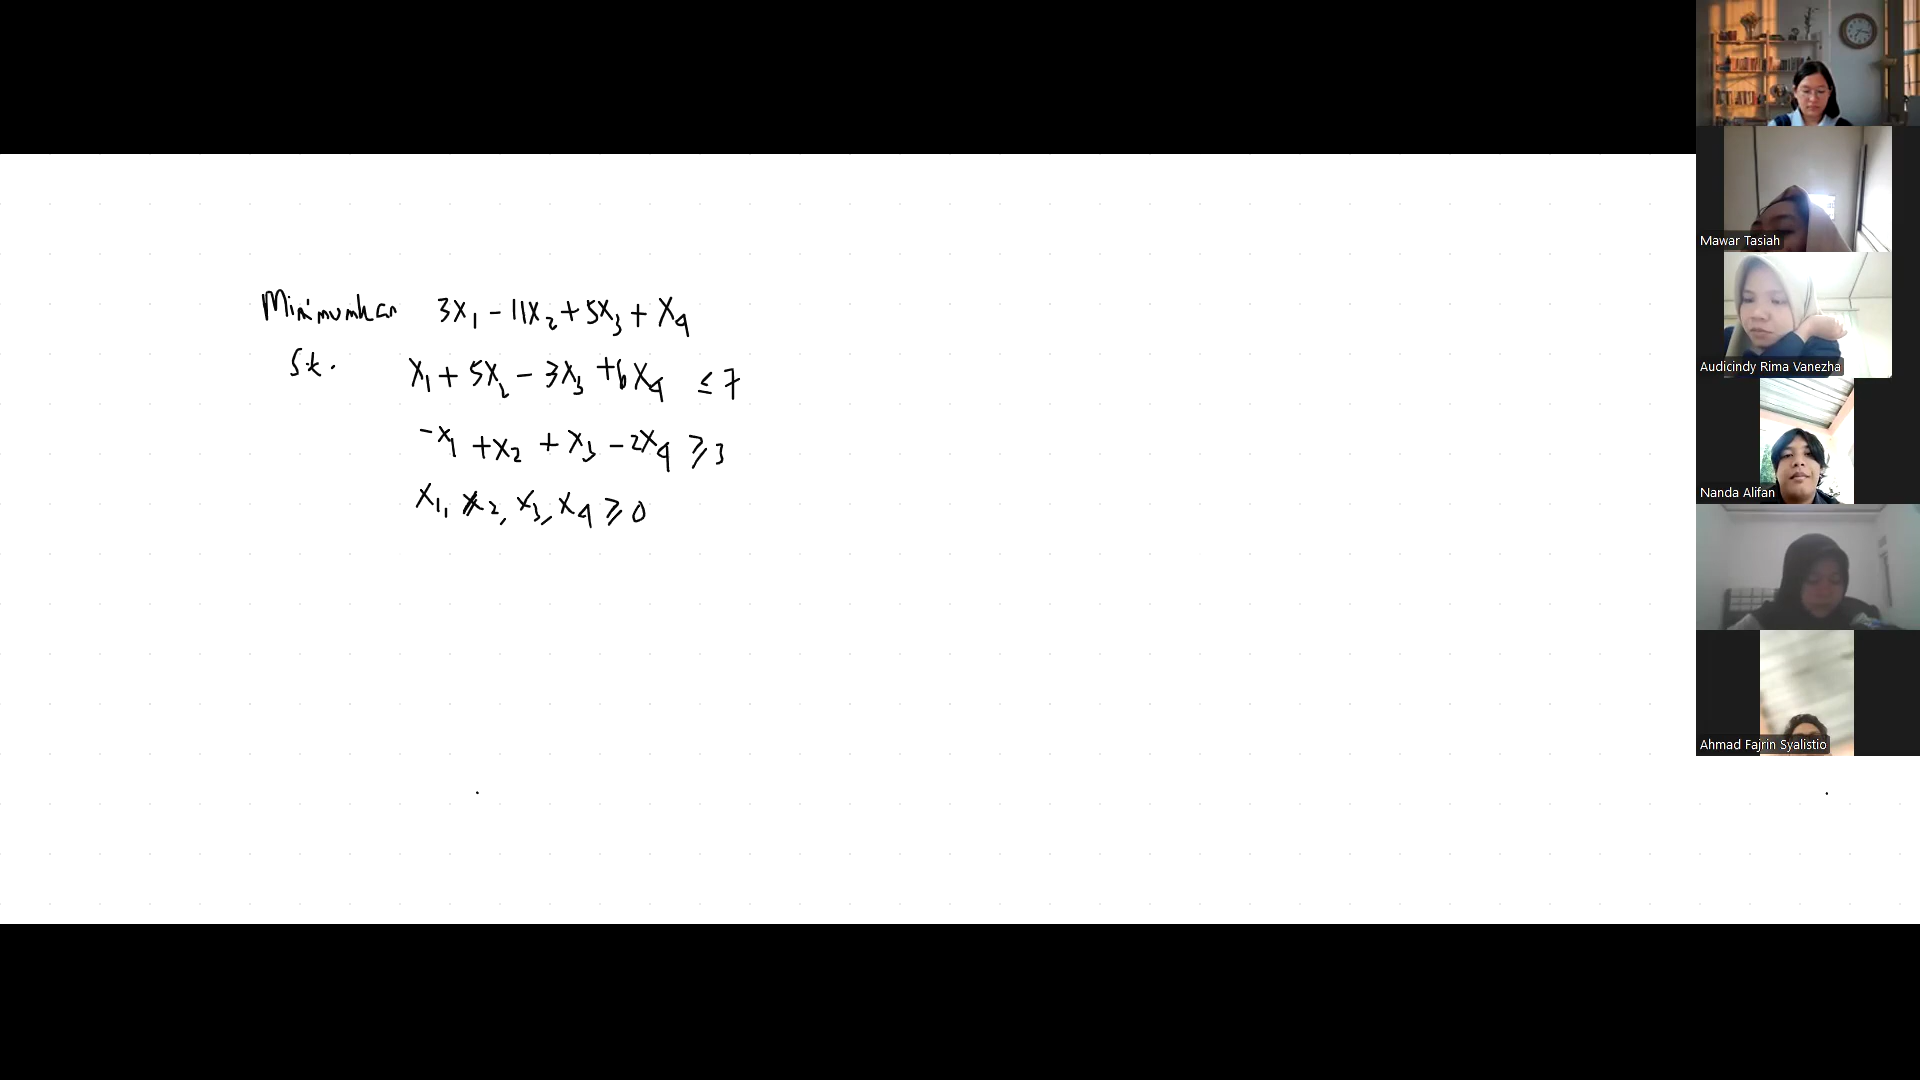 Minimumkan 3x₁ - 11x₂ + 5x₃ + x₄
St. x₁ + 5x₂ - 3x₃ + 6x₄ ≤ 7
-x₁ + x₂ + x₃ - 2x₄ ≥ 3
x₁, x₂, x₃, x₄ ≥ 0
Mawar Tasiah
Audicindy Rima Vanezha
Nanda Alifan
Ahmad Fajrin Syalistio